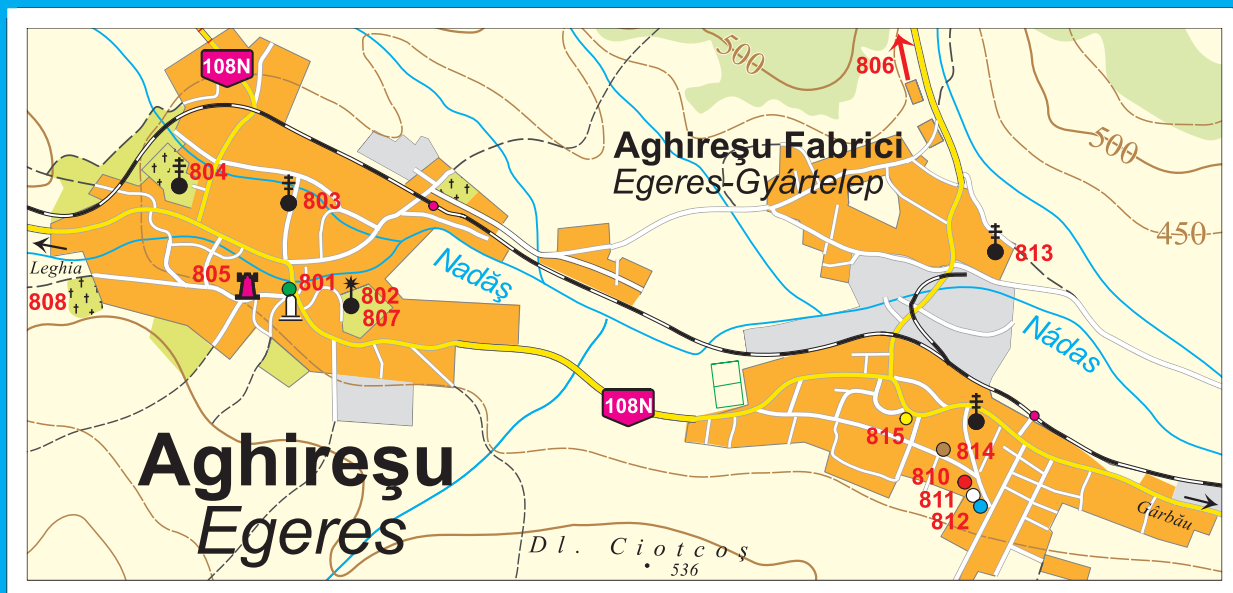 108N
500
806
500
Aghireşu Fabrici
Egeres-Gyártelep
804
803
450
813
Leghia
805
801
802
807
808
Nadăş
Nádas
108N
815
814
810
811
812
Gârbău
Aghireşu
Egeres
Dl. Ciotcoş
536